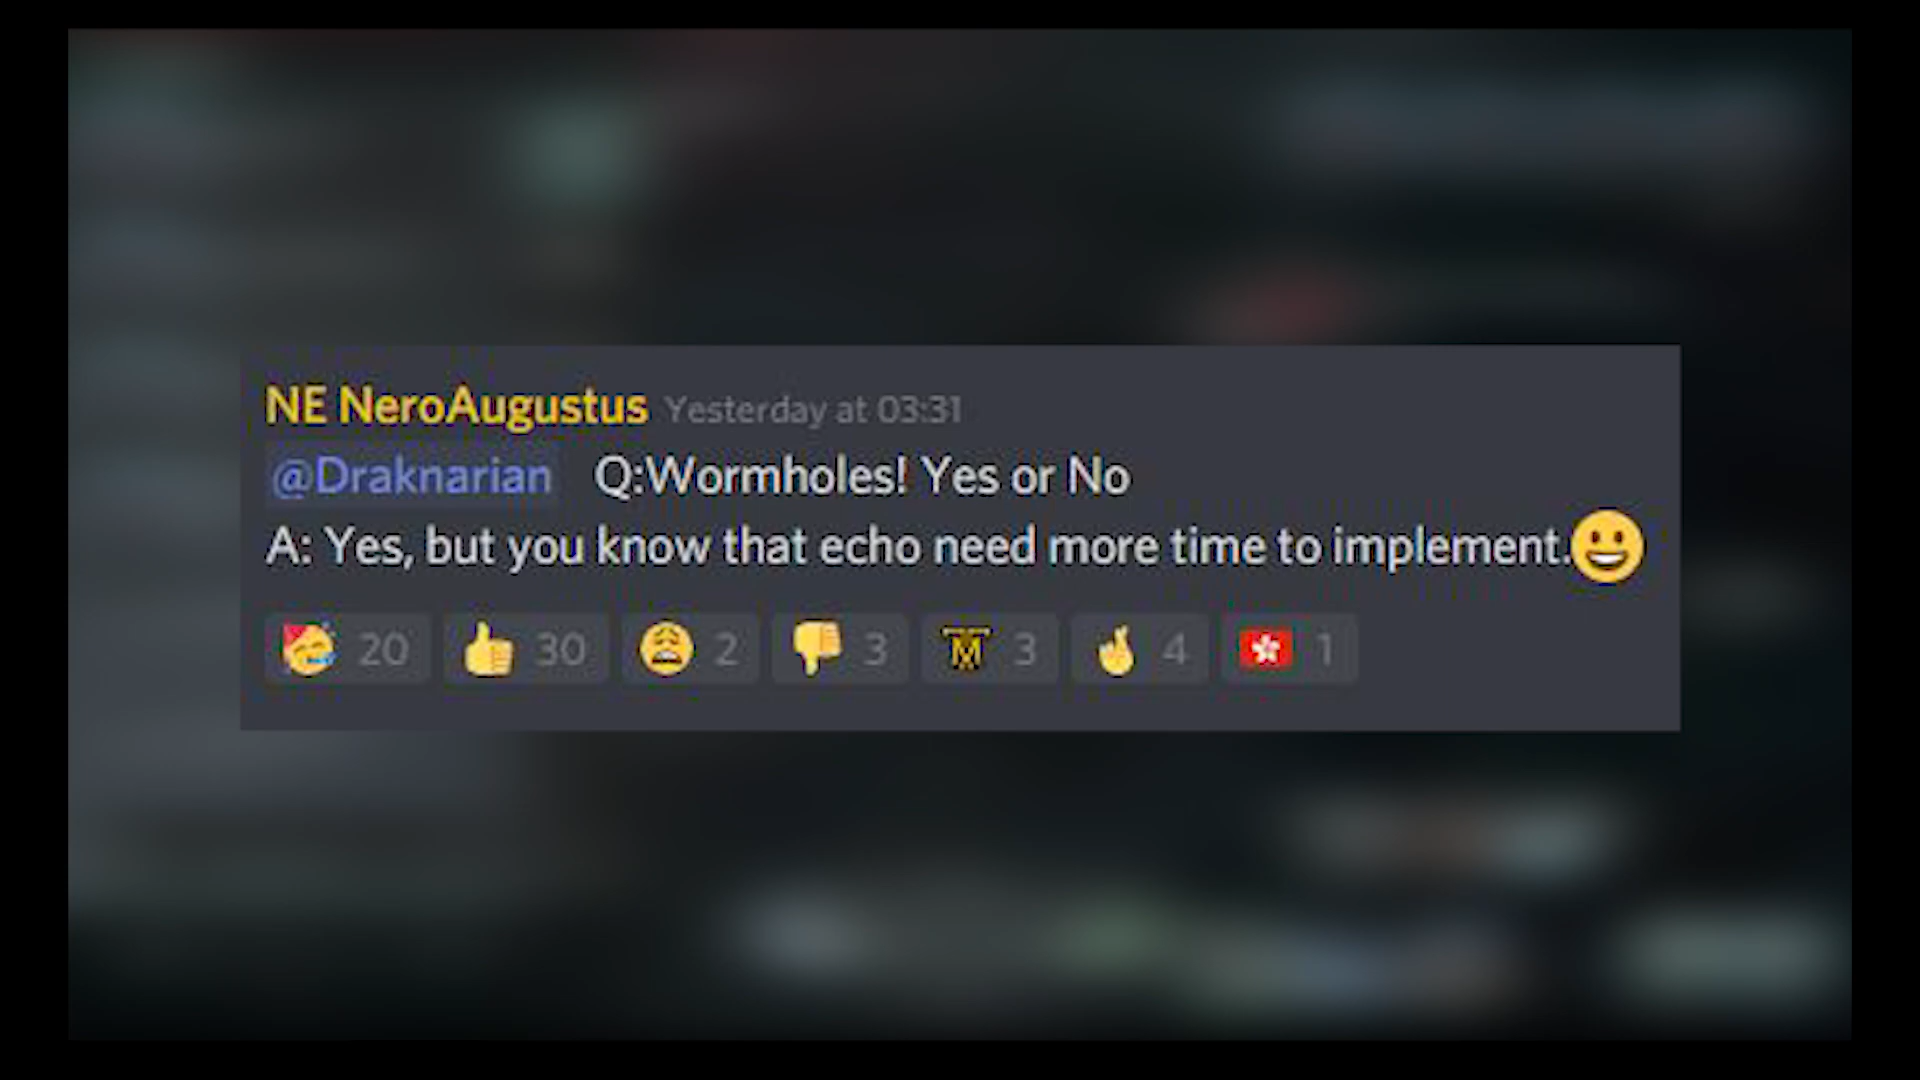 NE NeroAugustus Yesterday at 03:31
@Draknarian Q:Wormholes! Yes or No
A: Yes, but you know that echo need more time to implement.😀
20 30 2 3 3 4 1